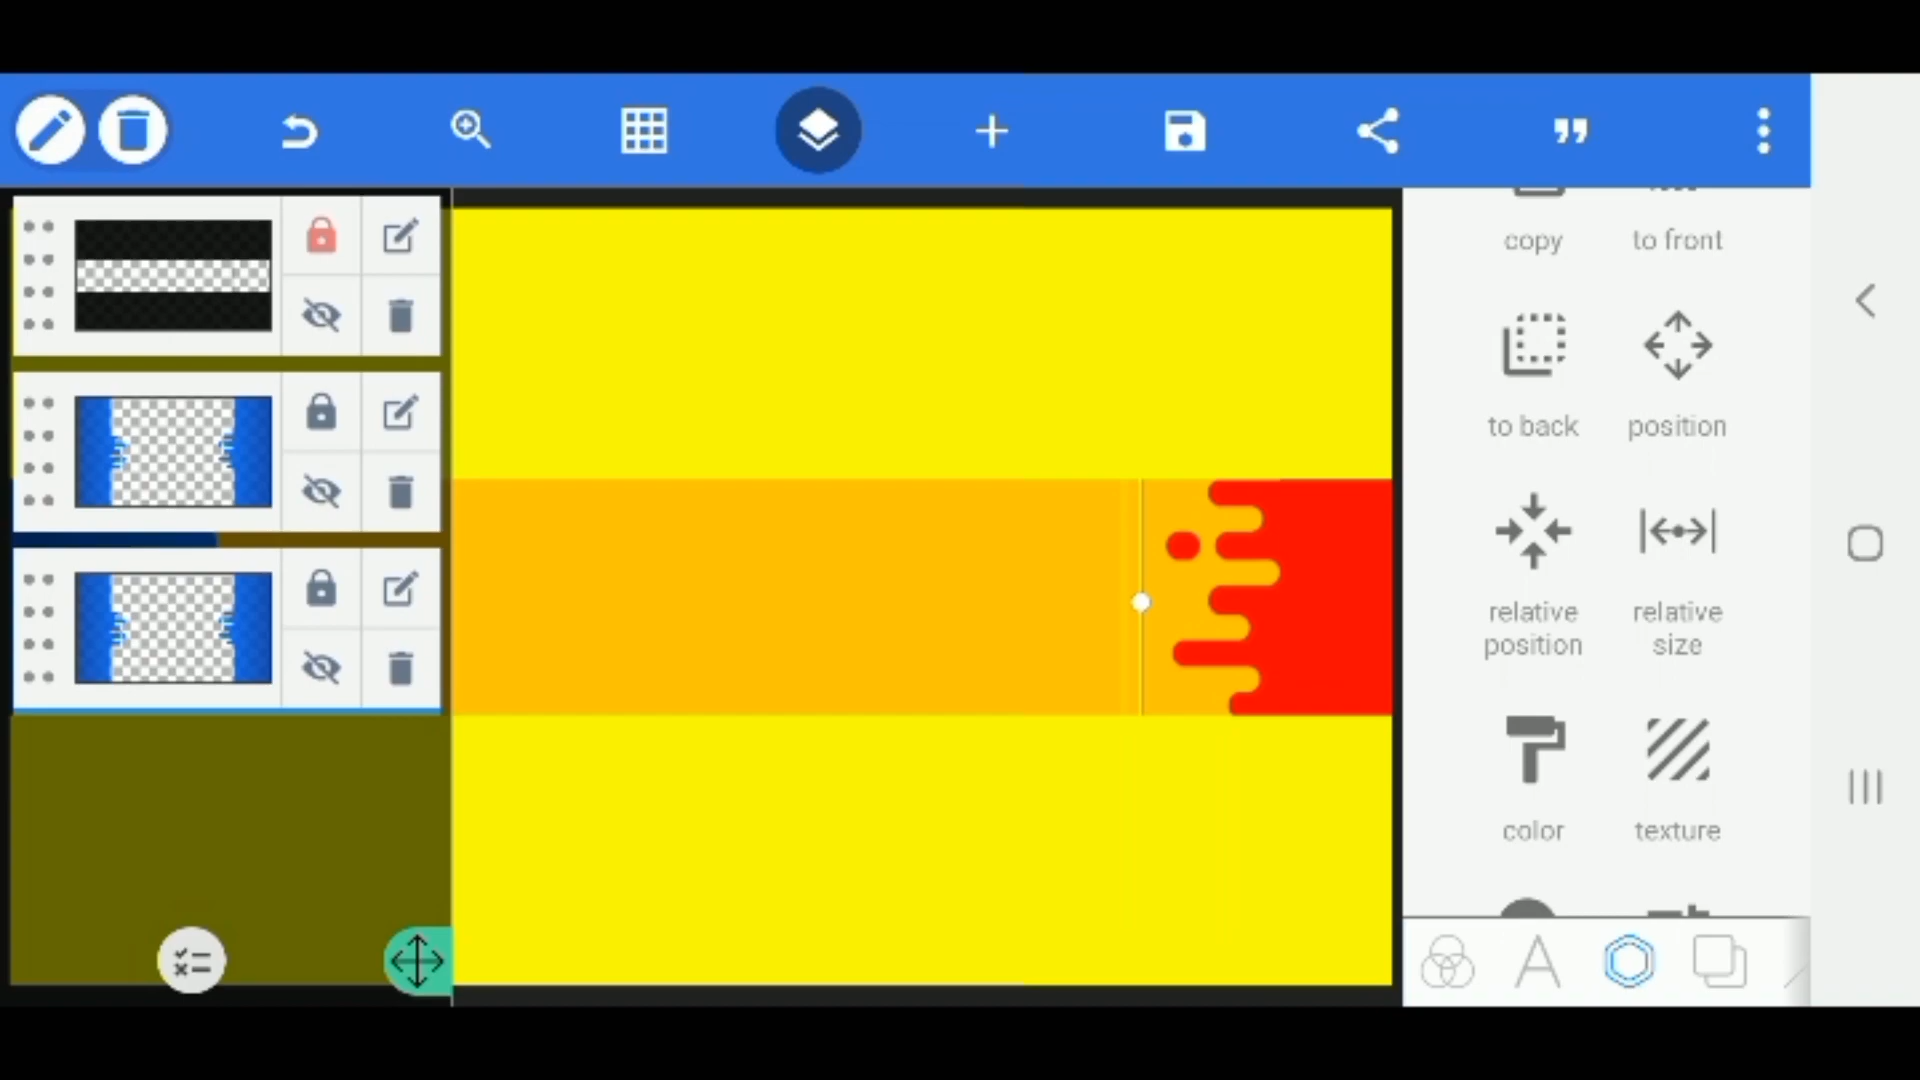 copy
to front
to back
position
relative
position
relative
size
color
texture